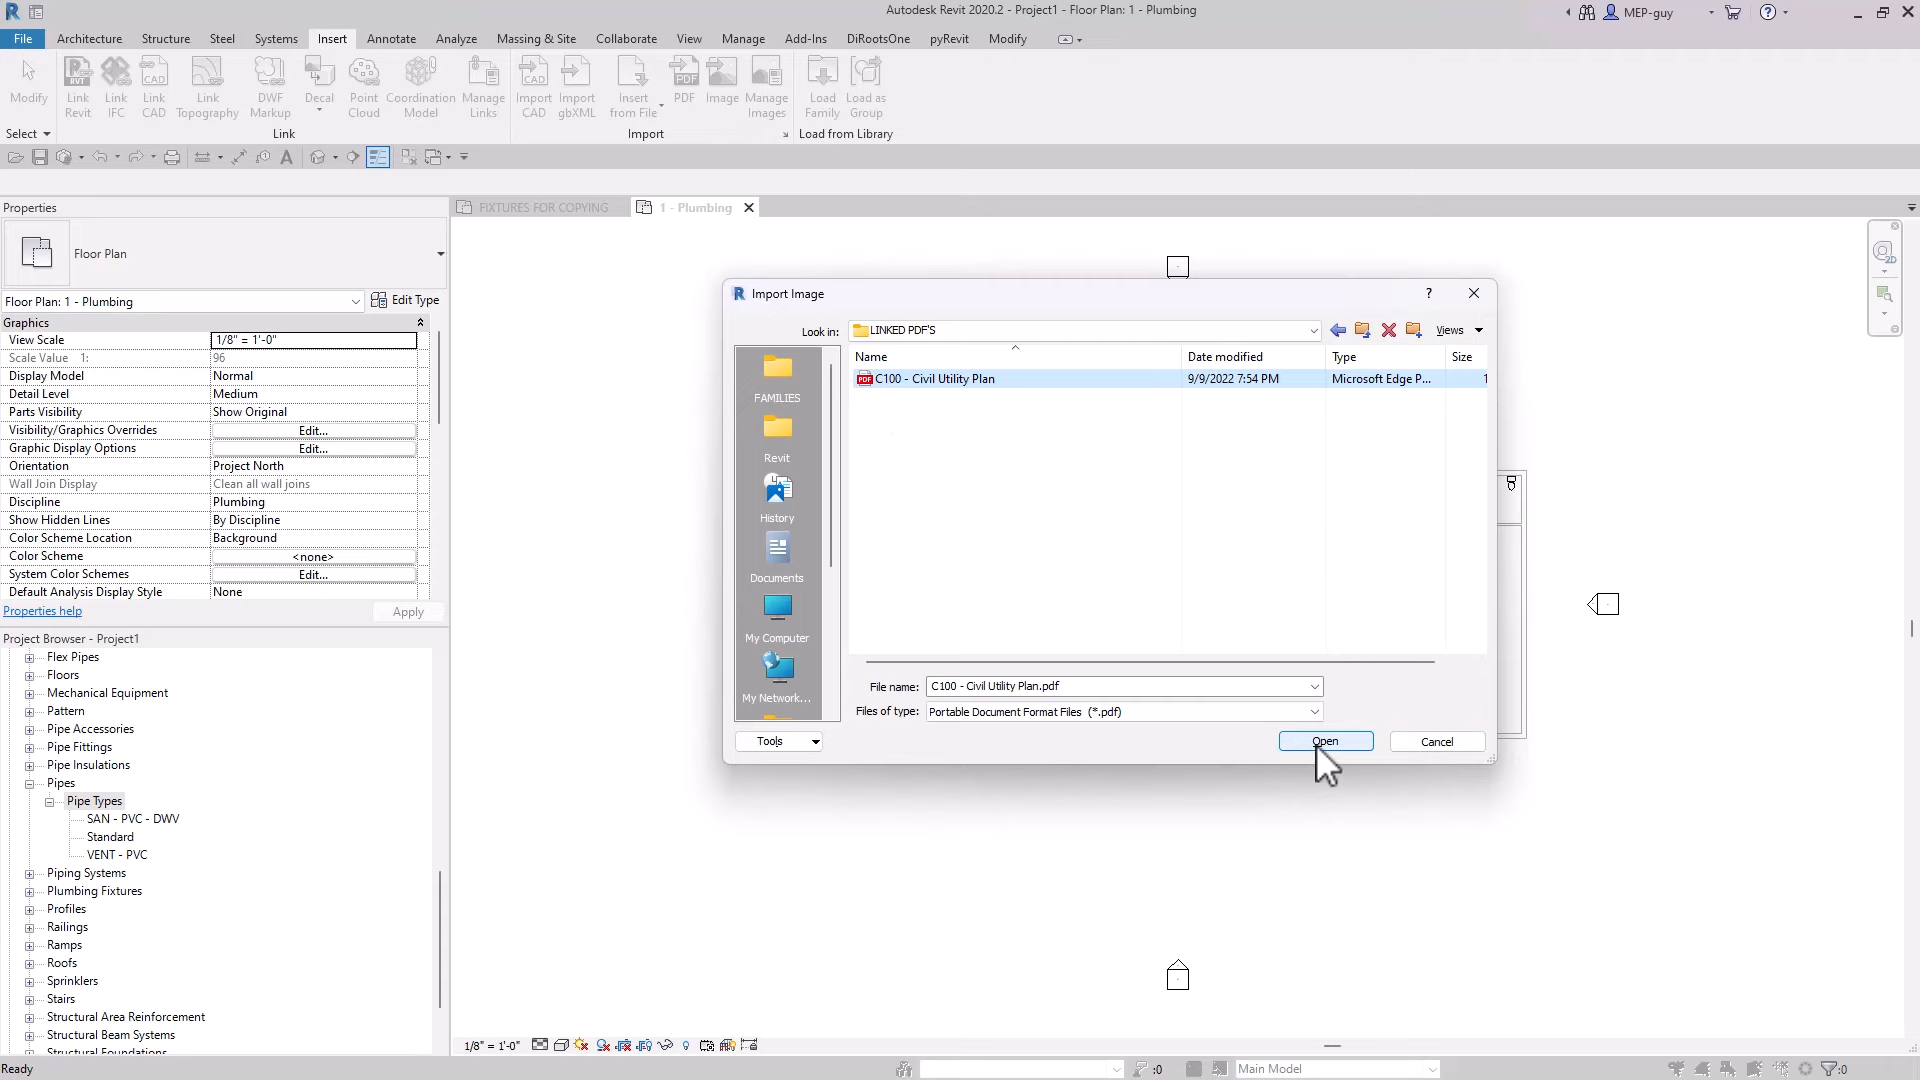 Autodesk Revit 2020.2 - Project1 - Floor Plan: 1 - Plumbing
MEP-guy
File Architecture Structure Steel Systems Insert Annotate Analyze Massing & Site Collaborate View Manage Add-Ins DiRootsOne pyRevit Modify
Modify
Link Revit
Link IFC
Link CAD
Link Topography
DWF Markup
Decal
Point Cloud
Coordination Model
Manage Links
Import CAD
Import gbXML
Insert from File
PDF
Image
Manage Images
Load Family
Load as Group
Select Link Import Load from Library
Properties
FIXTURES FOR COPYING
1 - Plumbing
Floor Plan
Floor Plan: 1 - Plumbing Edit Type
Graphics
View Scale 1/8" = 1'-0"
Scale Value 1: 96
Display Model Normal
Detail Level Medium
Parts Visibility Show Original
Visibility/Graphics Overrides Edit...
Graphic Display Options Edit...
Orientation Project North
Wall Join Display Clean all wall joins
Discipline Plumbing
Show Hidden Lines By Discipline
Color Scheme Location Background
Color Scheme <none>
System Color Schemes Edit...
Default Analysis Display Style None
Properties help Apply
Project Browser - Project1
Flex Pipes
Floors
Mechanical Equipment
Pattern
Pipe Accessories
Pipe Fittings
Pipe Insulations
Pipes
Pipe Types
SAN - PVC - DWV
Standard
VENT - PVC
Piping Systems
Plumbing Fixtures
Profiles
Railings
Ramps
Roofs
Sprinklers
Stairs
Structural Area Reinforcement
Structural Beam Systems
Structural Foundations
Import Image
Look in: LINKED PDF'S Views
Name Date modified Type Size
C100 - Civil Utility Plan 9/9/2022 7:54 PM Microsoft Edge P... 1
FAMILIES
Revit
History
Documents
My Computer
My Network...
File name: C100 - Civil Utility Plan.pdf
Files of type: Portable Document Format Files (*.pdf)
Tools Open Cancel
1/8" = 1'-0"
Ready :0 Main Model :0